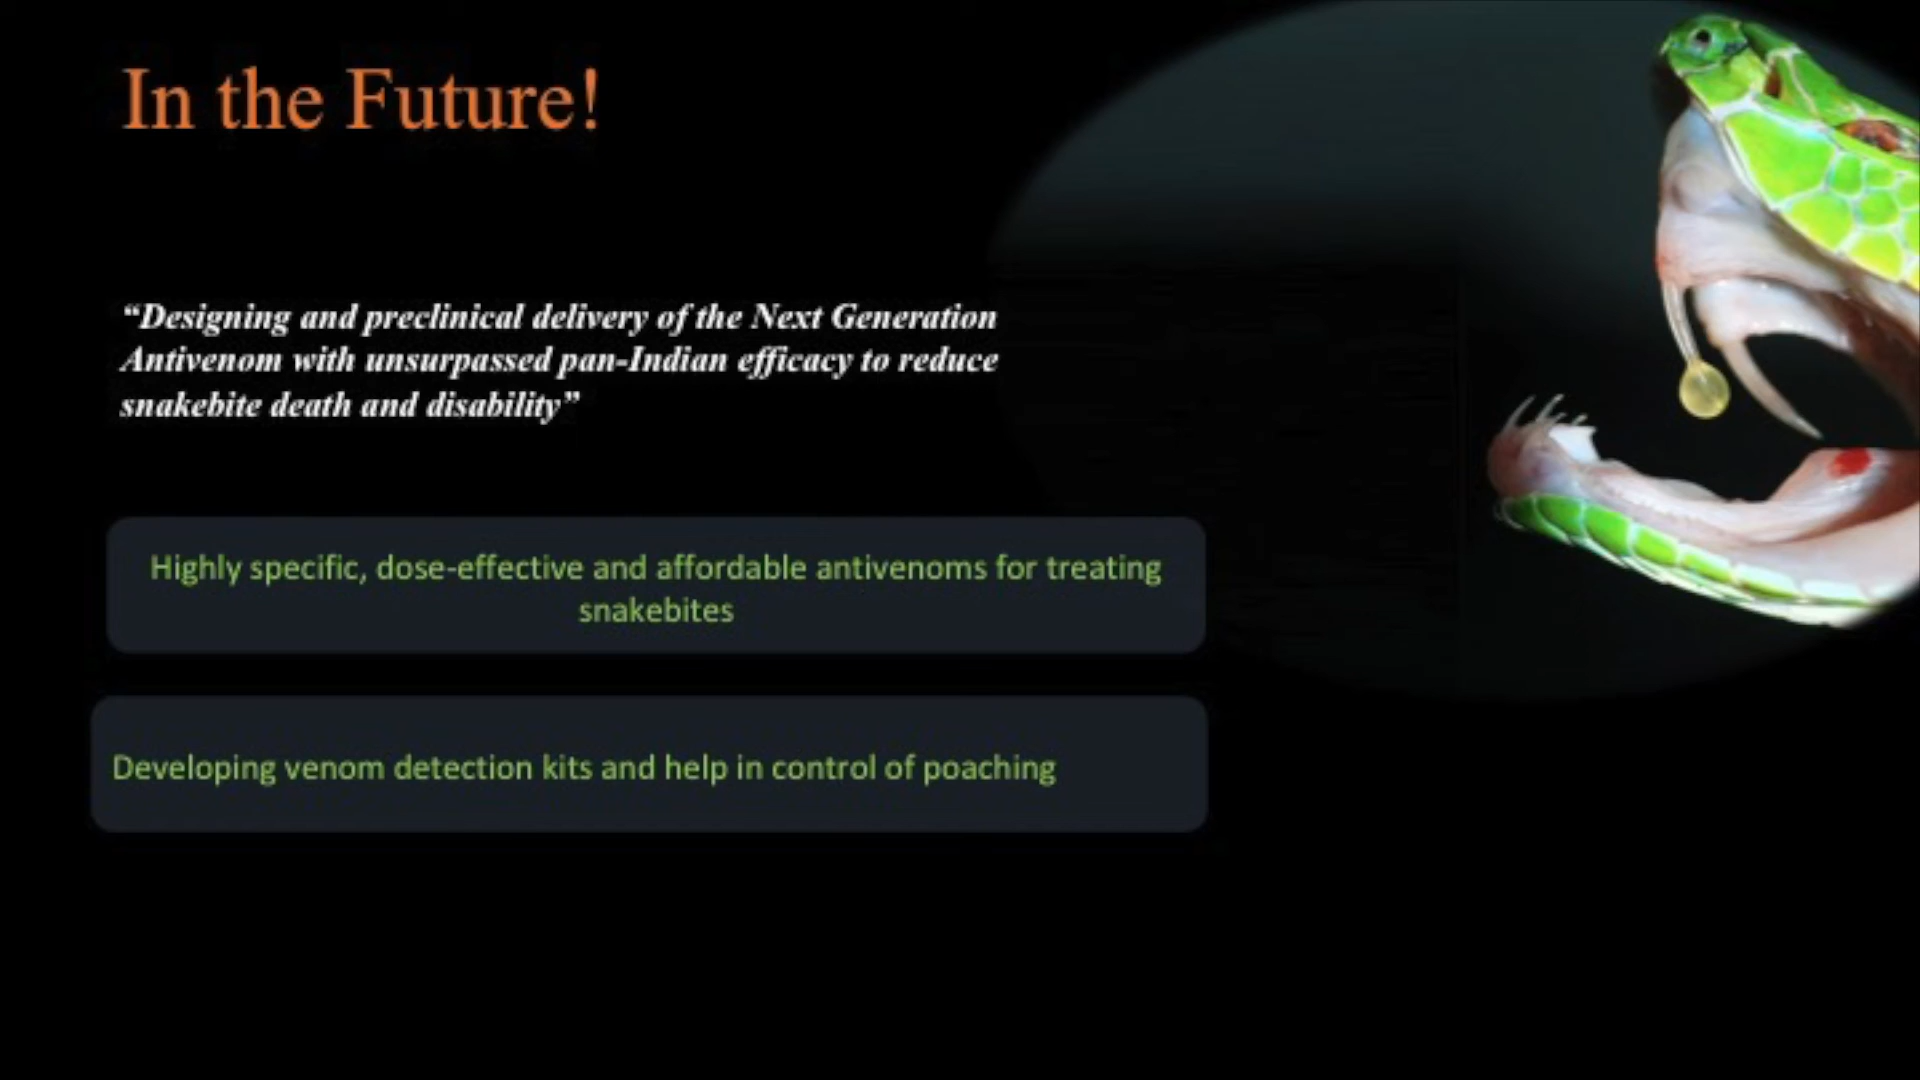 In the Future!
“Designing and preclinical delivery of the Next Generation
Antivenom with unsurpassed pan-Indian efficacy to reduce
snakebite death and disability”
Highly specific, dose-effective and affordable antivenoms for treating
snakebites
Developing venom detection kits and help in control of poaching